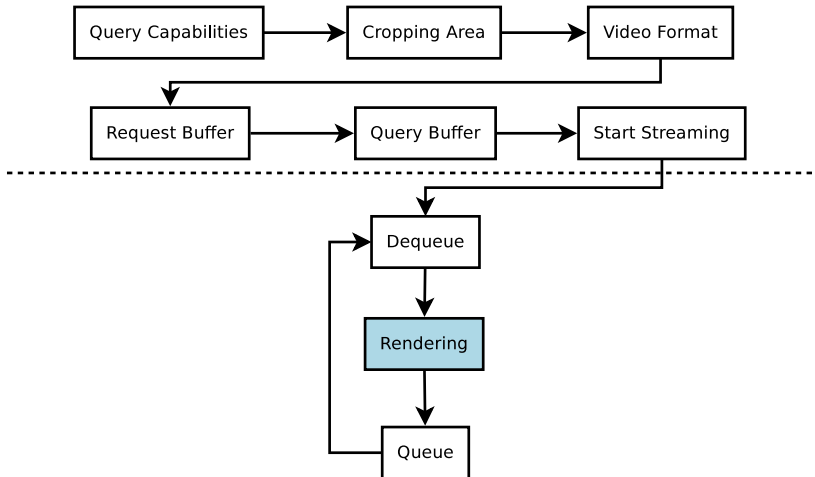 Query Capabilities
Cropping Area
Video Format
Request Buffer
Query Buffer
Start Streaming
Dequeue
Rendering
Queue